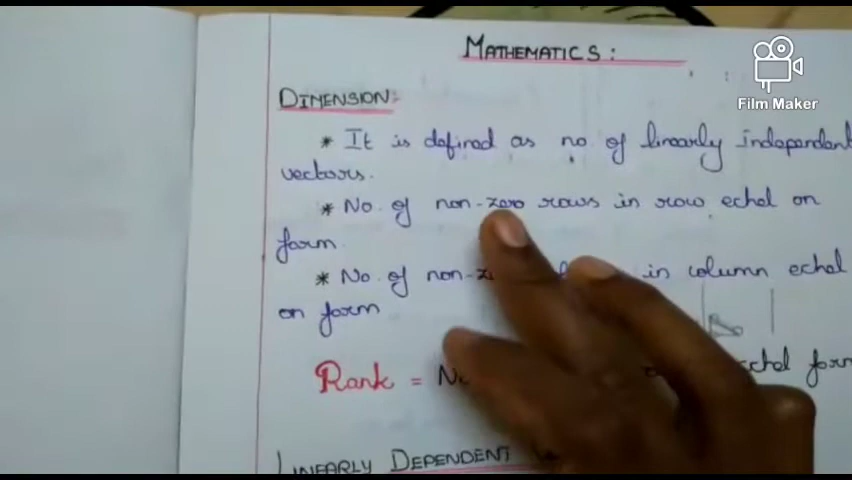 MATHEMATICS:
Film Maker
DIMENSION:-
* It is defined as no of linearly independent
vectors.
* No. of non-zero rows in row echel on
form.
* No. of non-z in column echel
on form
Rank = echel form
LINEARLY DEPENDENT